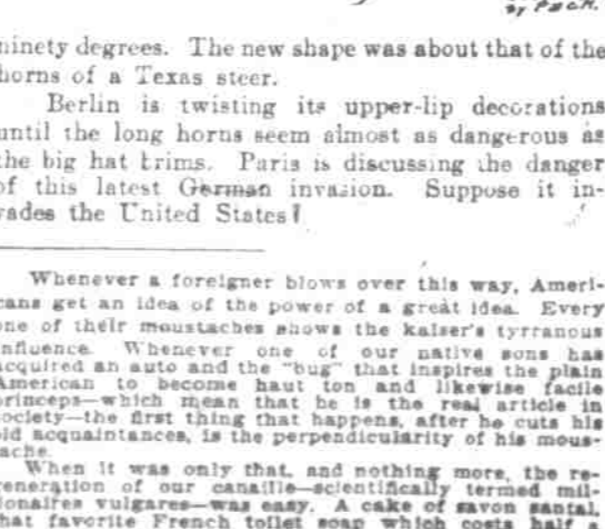 by PUCK.
ninety degrees. The new shape was about that of the
horns of a Texas steer.
Berlin is twisting its upper-lip decorations
until the long horns seem almost as dangerous as
the big hat trims. Paris is discussing the danger
of this latest German invasion. Suppose it in-
vades the United States!
Whenever a foreigner blows over this way, Ameri-
cans get an idea of the power of a great idea. Every
one of their moustaches shows the kaiser's tyrranous
influence. Whenever one of our native sons has
acquired an auto and the "bug" that inspires the plain
American to become haut ton and likewise facile
princeps—which mean that he is the real article in
society—the first thing that happens, after he cuts his
old acquaintances, is the perpendicularity of his mous-
tache.
When it was only that, and nothing more, the re-
generation of our canaille—scientifically termed mil-
lionaires vulgares—was easy. A cake of savon santal,
that favorite French toilet soap which costs